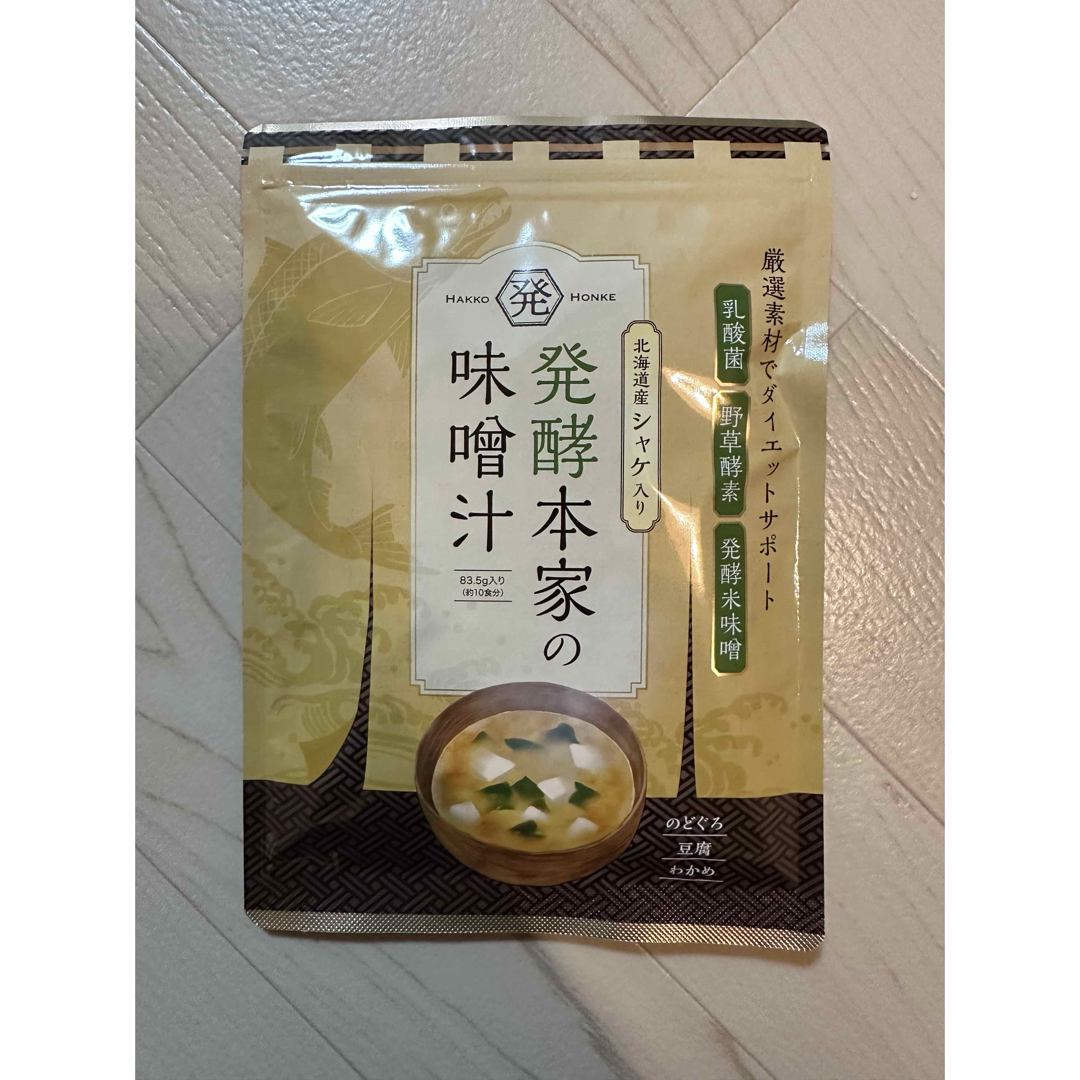 厳選素材でダイエットサポート
乳酸菌
野草酵素
発酵米味噌
HAKKO 発 HONKE
北海道産シャケ入り
発酵本家の
味噌汁
83.5g入り
(約10食分)
のどぐろ
豆腐
わかめ